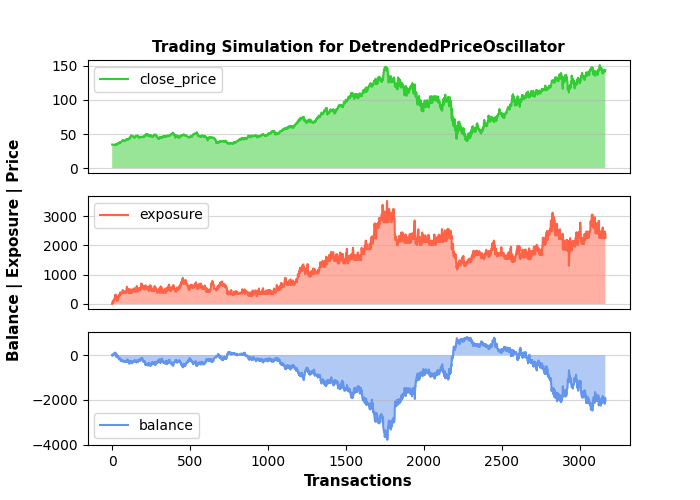 Trading Simulation for DetrendedPriceOscillator
Balance | Exposure | Price
150
100
50
0
close_price
3000
2000
1000
0
exposure
0
−2000
−4000
balance
0 500 1000 1500 2000 2500 3000
Transactions